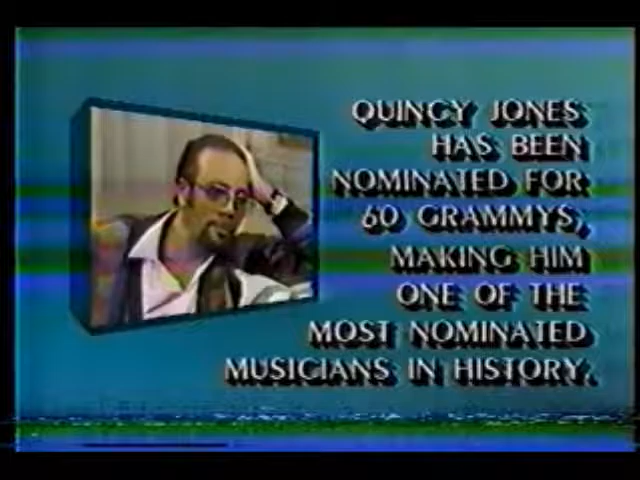 QUINCY JONES
HAS BEEN
NOMINATED FOR
60 GRAMMYS,
MAKING HIM
ONE OF THE
MOST NOMINATED
MUSICIANS IN HISTORY.